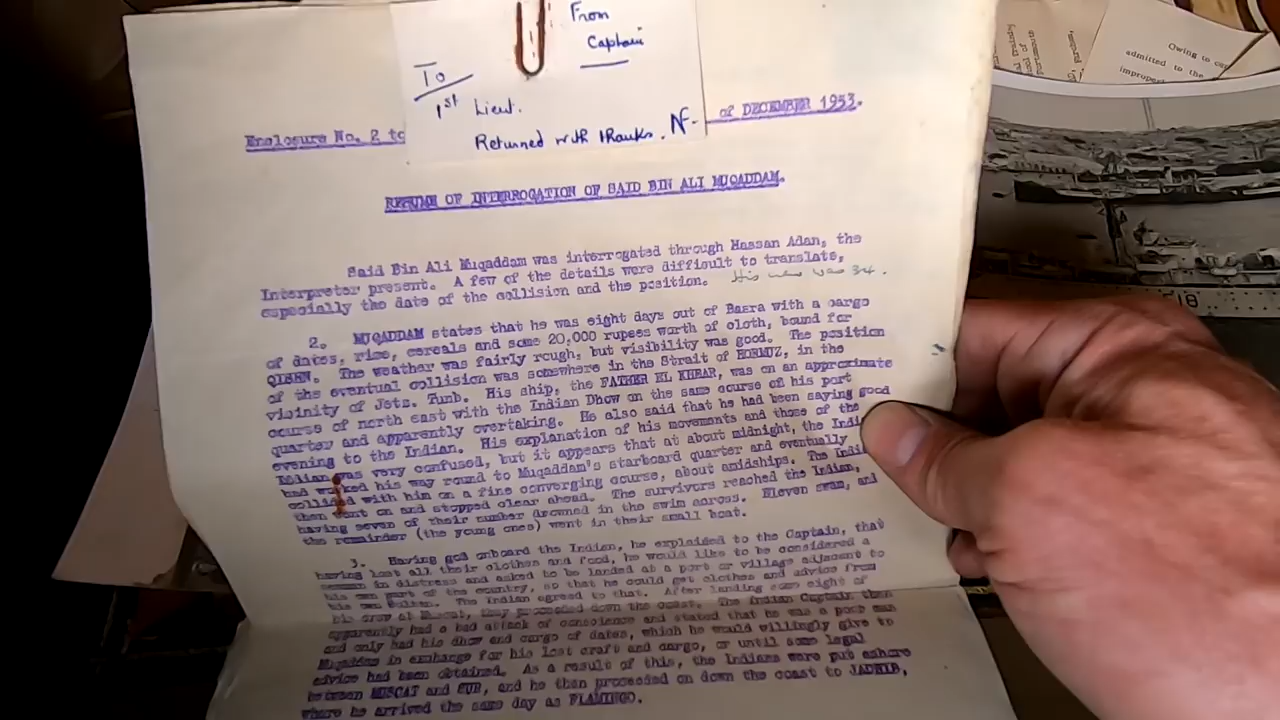 From
Captain
To
1st Lieut.
Returned with thanks. NF-
Enclosure No. 2 to
of DECEMBER 1953.
RESUME OF INTERROGATION OF SAID BIN ALI MUQADDAM.
Said Bin Ali Muqaddam was interrogated through Hassan Adan, the
Interpreter present. A few of the details were difficult to translate,
especially the date of the collision and the position. His crew was 34.
2. MUQADDAM states that he was eight days out of Basra with a cargo
of dates, rice, cereals and some 20,000 rupees worth of cloth, bound for
QISHN. The weather was fairly rough, but visibility was good. The position
of the eventual collision was somewhere in the Strait of HORMUZ, in the
vicinity of Jets. Tunb. His ship, the FATHER EL KHEAR, was on an approximate
course of north east with the Indian Dhow on the same course of his port
quarter and apparently overtaking. He also said that he had been saying good
evening to the Indian. His explanation of his movements and those of the
was very confused, but it appears that at about midnight, the
had his way round to Muqaddam's starboard quarter and eventually
collided with him on a fine converging course, about amidships. The
then went on and stopped clear ahead. The survivors reached the Indian,
having seven of their number drowned in the swim across. Eleven swam, and
the remainder (the young ones) went in their small boat.
3. Having got onboard the Indian, he explained to the Captain, that
having lost all their clothes and food, he would like to be considered a
seaman in distress and asked to be landed at a port or village adjacent to
his own part of the country, so that he could get clothes and advice from
his own Sultan. The Indian agreed to that. After landing some eight of
his crew at Muscat, they proceeded down the coast. The Indian Captain then
apparently had a bad attack of conscience and stated that he was a poor man
and only had his dhow and cargo of dates, which he would willingly give to
Muqaddam in exchange for his lost craft and cargo, or until some legal
advice had been obtained. As a result of this, the Indians were put ashore
between MUSCAT and SUR, and he then proceeded on down the coast to JADHIB,
where he arrived the same day as FLAMINGO.
Owing to
admitted to the